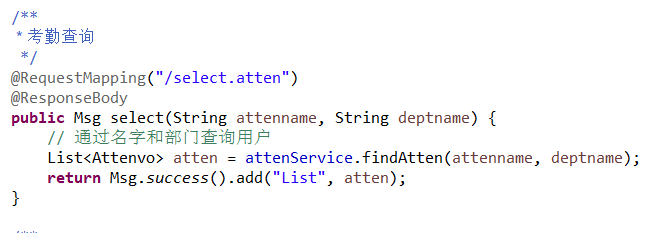 /**
* 考勤查询
*/
@RequestMapping("/select.atten")
@ResponseBody
public Msg select(String attenname, String deptname) {
// 通过名字和部门查询用户
List<Attenvo> atten = attenService.findAtten(attenname, deptname);
return Msg.success().add("List", atten);
}
/**